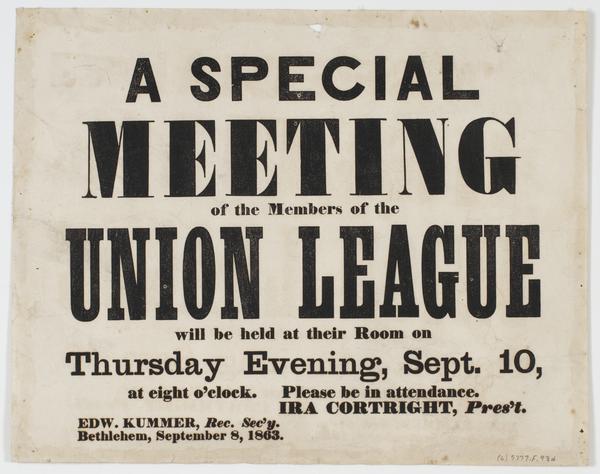 A SPECIAL
MEETING
of the Members of the
UNION LEAGUE
will be held at their Room on
Thursday Evening, Sept. 10,
at eight o'clock. Please be in attendance.
IRA CORTRIGHT, Pres't.
EDW. KUMMER, Rec. Sec'y.
Bethlehem, September 8, 1863.